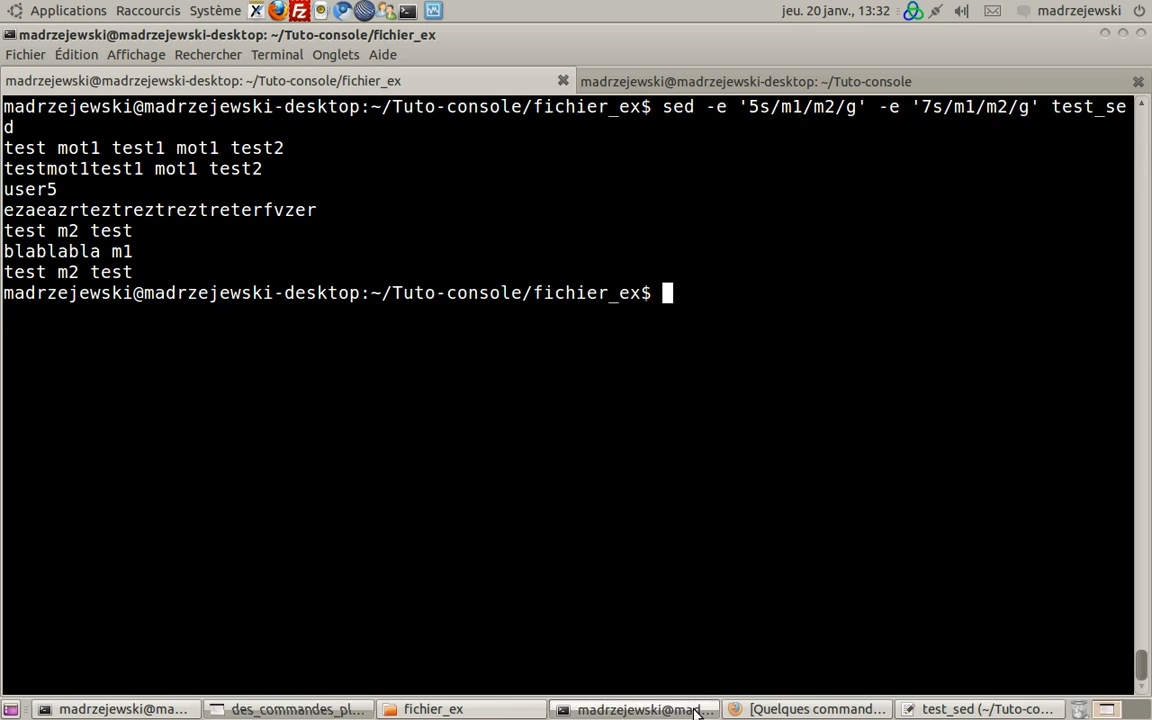 Applications Raccourcis Système jeu. 20 janv., 13:32 madrzejewski
madrzejewski@madrzejewski-desktop: ~/Tuto-console/fichier_ex
Fichier Édition Affichage Rechercher Terminal Onglets Aide
madrzejewski@madrzejewski-desktop: ~/Tuto-console/fichier_ex madrzejewski@madrzejewski-desktop: ~/Tuto-console
madrzejewski@madrzejewski-desktop:~/Tuto-console/fichier_ex$ sed -e '5s/m1/m2/g' -e '7s/m1/m2/g' test_se
d
test mot1 test1 mot1 test2
testmot1test1 mot1 test2
user5
ezaeazrteztreztreztreterfvzer
test m2 test
blablabla m1
test m2 test
madrzejewski@madrzejewski-desktop:~/Tuto-console/fichier_ex$
madrzejewski@ma... des_commandes_pl... fichier_ex madrzejewski@mad... [Quelques command... test_sed (~/Tuto-co...